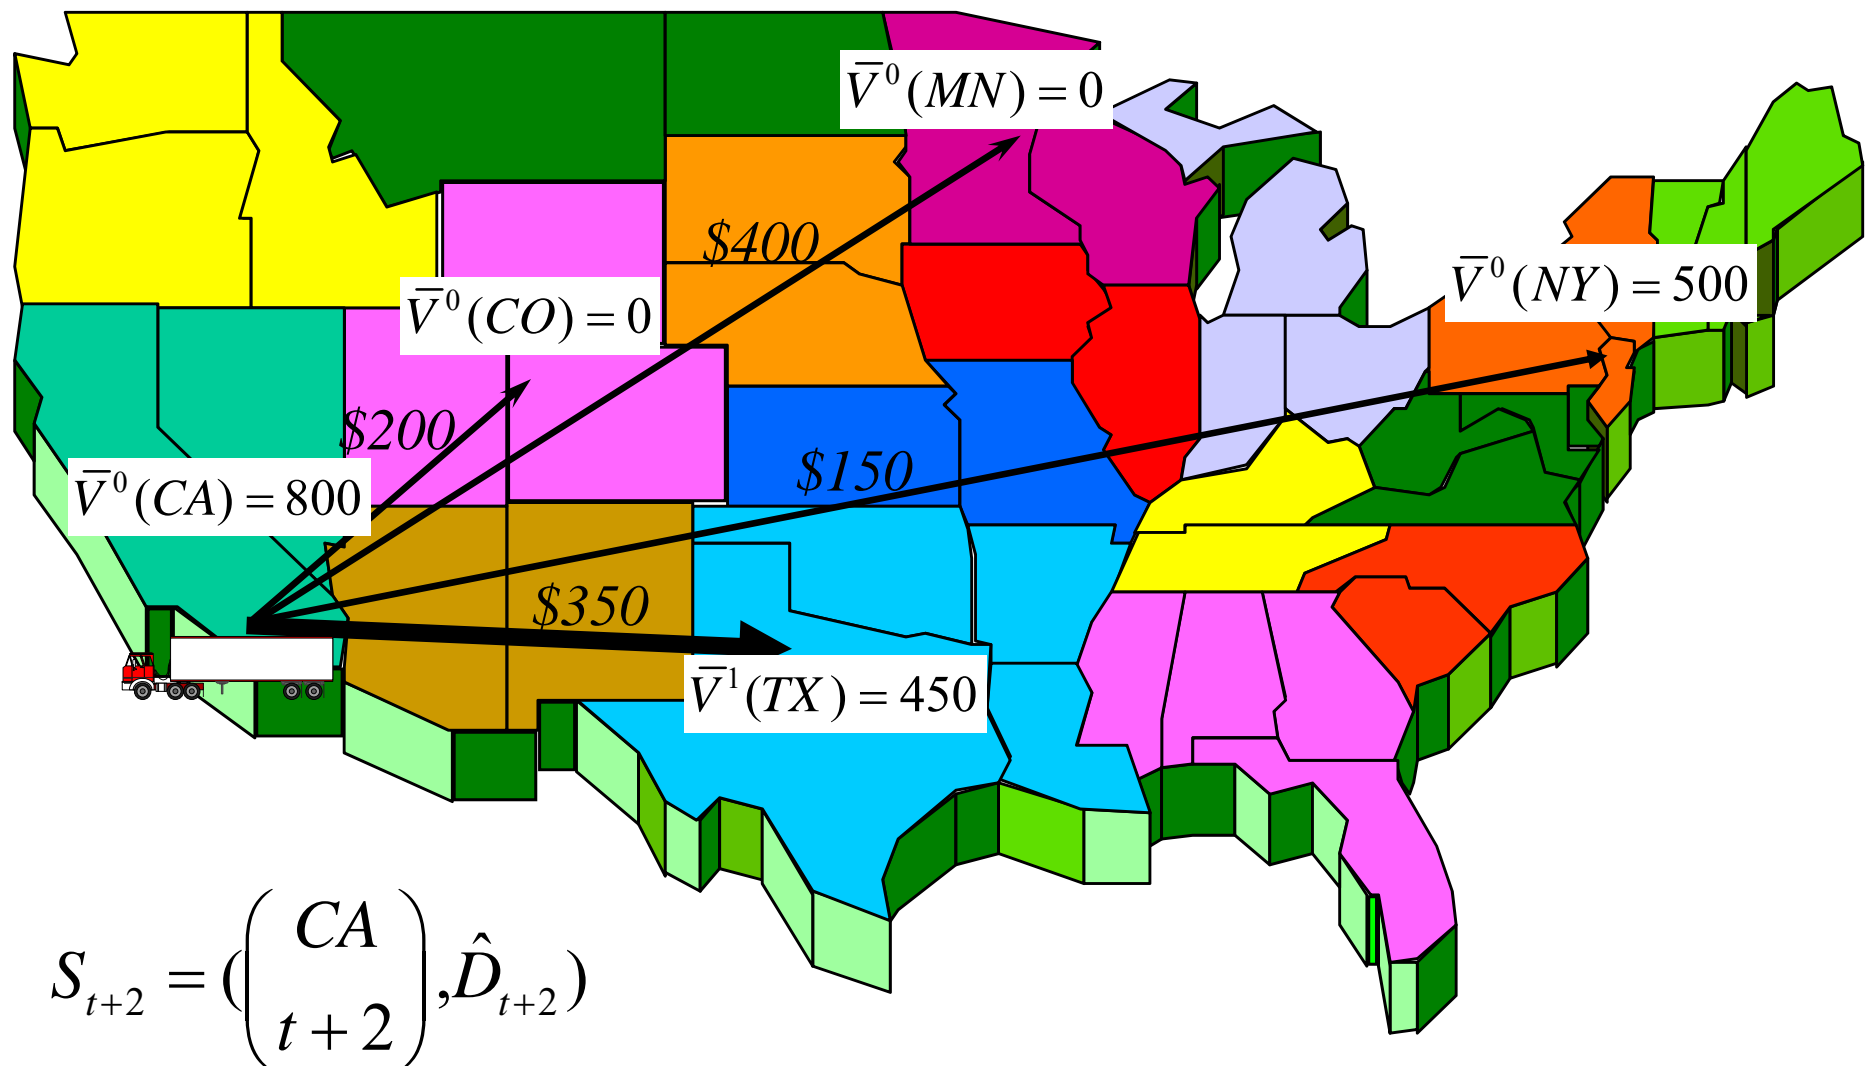 V̅⁰(MN) = 0
$400
V̅⁰(NY) = 500
V̅⁰(CO) = 0
$200
$150
V̅⁰(CA) = 800
$350
V̅¹(TX) = 450
CA
S_{t+2} = ( ( ) , D̂_{t+2} )
t + 2